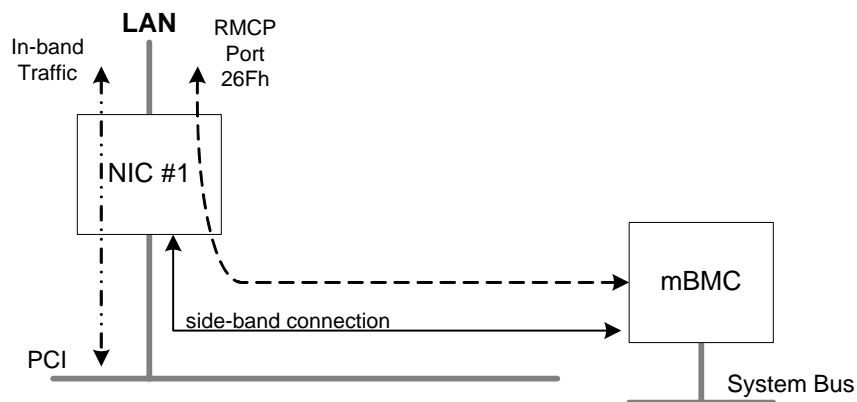 LAN
In-band
Traffic
RMCP
Port
26Fh
NIC #1
mBMC
side-band connection
PCI
System Bus